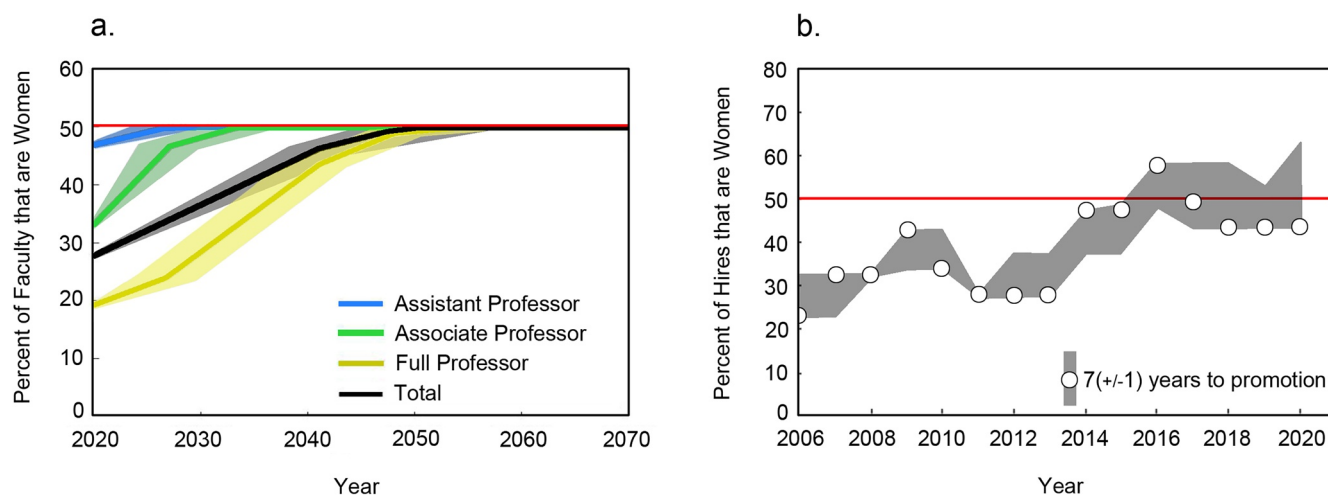 a.
Percent of Faculty that are Women
60
50
40
30
20
10
0
Assistant Professor
Associate Professor
Full Professor
Total
2020 2030 2040 2050 2060 2070
Year
b.
Percent of Hires that are Women
80
70
60
50
40
30
20
10
0
7(+/-1) years to promotion
2006 2008 2010 2012 2014 2016 2018 2020
Year